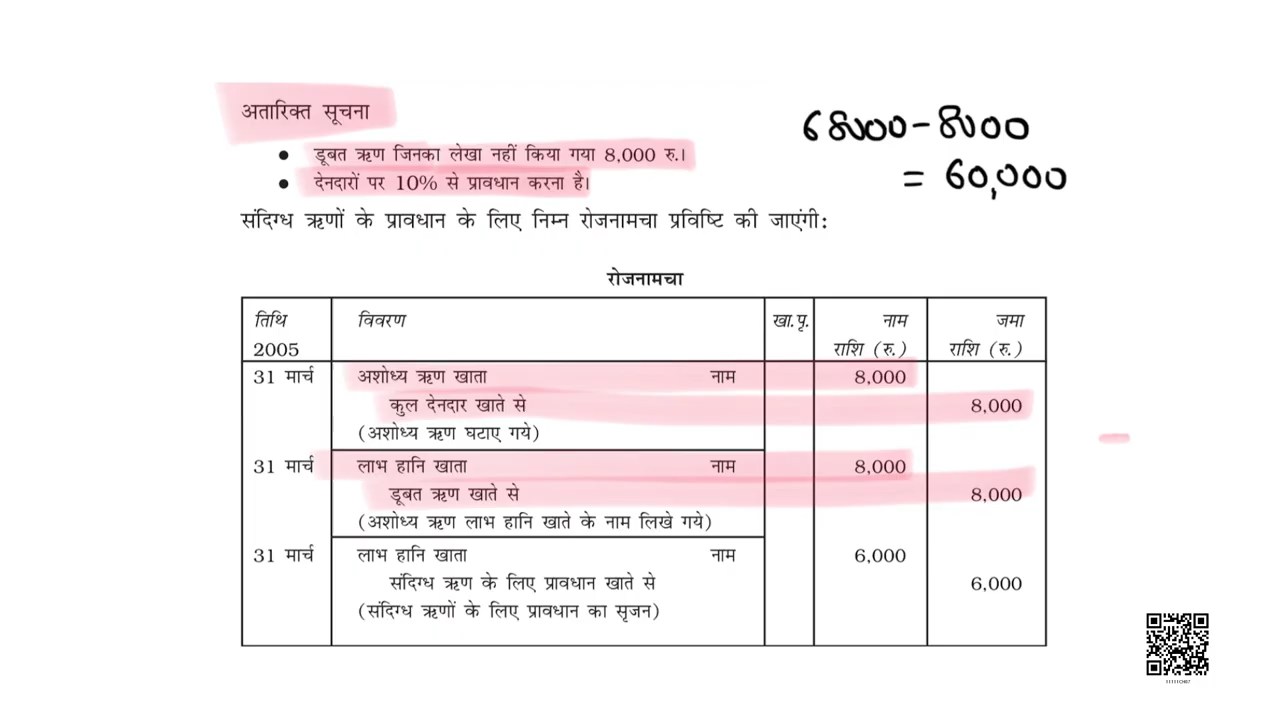 अतारिक्त सूचना
68000-8000
= 60,000
• डूबत ऋण जिनका लेखा नहीं किया गया 8,000 रु.।
• देनदारों पर 10% से प्रावधान करना है।
संदिग्ध ऋणों के प्रावधान के लिए निम्न रोजनामचा प्रविष्टि की जाएंगी:
रोजनामचा
तिथि विवरण खा.पृ. नाम जमा
2005 राशि (रु.) राशि (रु.)
31 मार्च अशोध्य ऋण खाता नाम 8,000
कुल देनदार खाते से 8,000
(अशोध्य ऋण घटाए गये)
31 मार्च लाभ हानि खाता नाम 8,000
डूबत ऋण खाते से 8,000
(अशोध्य ऋण लाभ हानि खाते के नाम लिखे गये)
31 मार्च लाभ हानि खाता नाम 6,000
संदिग्ध ऋण के लिए प्रावधान खाते से 6,000
(संदिग्ध ऋणों के लिए प्रावधान का सृजन)